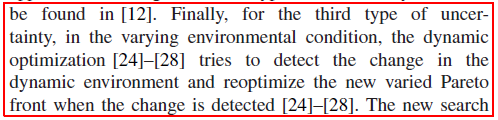 be found in [12]. Finally, for the third type of uncer-
tainty, in the varying environmental condition, the dynamic
optimization [24]–[28] tries to detect the change in the
dynamic environment and reoptimize the new varied Pareto
front when the change is detected [24]–[28]. The new search